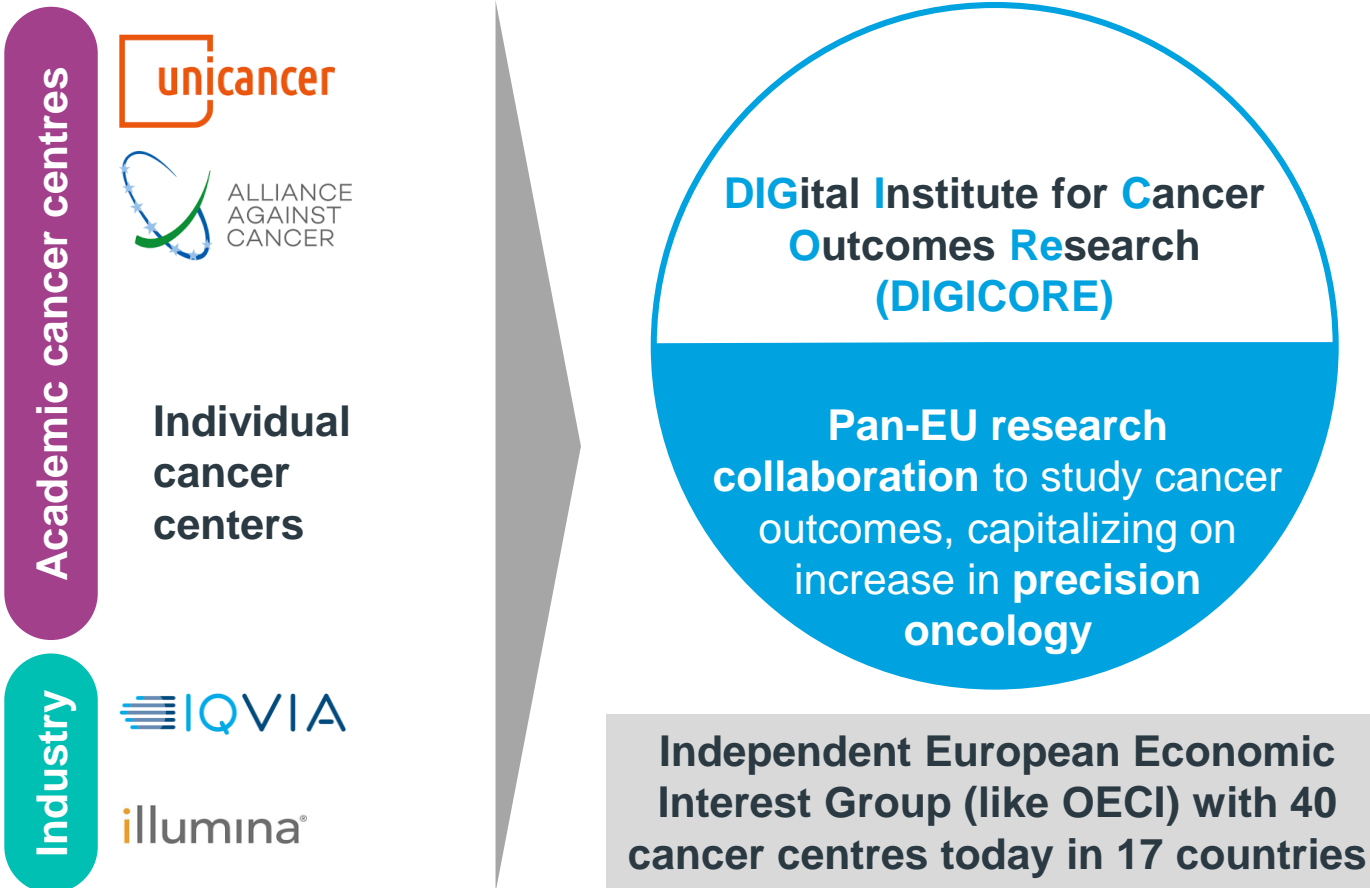 Academic cancer centres
unicancer
ALLIANCE
AGAINST
CANCER
Individual
cancer
centers
Industry
IQVIA
illumina®
DIGital Institute for Cancer
Outcomes Research
(DIGICORE)
Pan-EU research
collaboration to study cancer
outcomes, capitalizing on
increase in precision
oncology
Independent European Economic
Interest Group (like OECI) with 40
cancer centres today in 17 countries